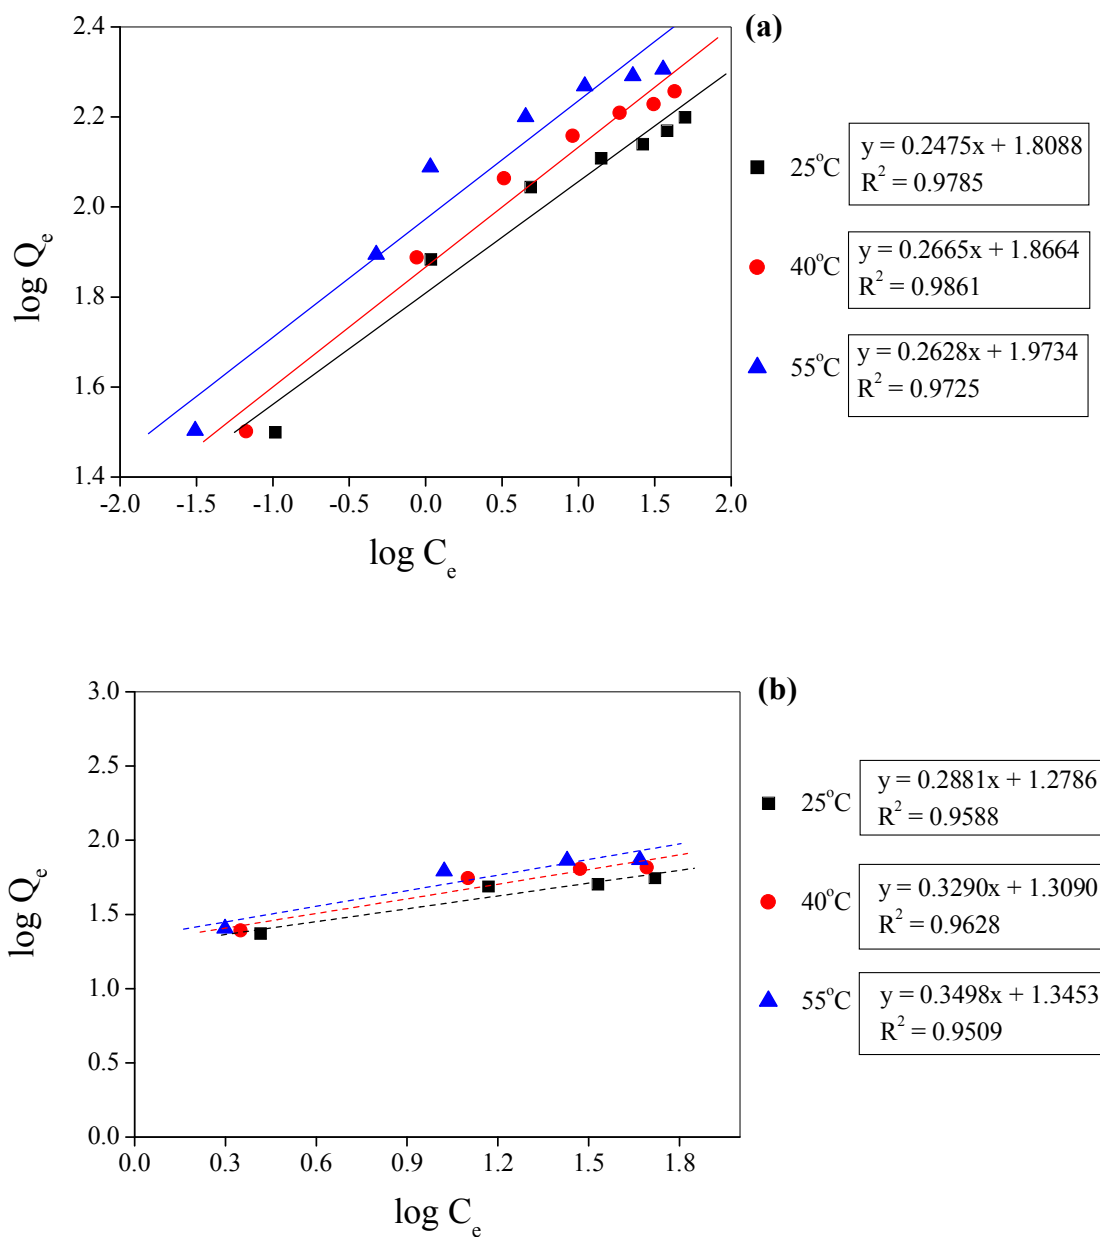 (a)
2.4
2.2
2.0
1.8
1.6
1.4
log Q_e
-2.0 -1.5 -1.0 -0.5 0.0 0.5 1.0 1.5 2.0
log C_e
25°C y = 0.2475x + 1.8088
R² = 0.9785
40°C y = 0.2665x + 1.8664
R² = 0.9861
55°C y = 0.2628x + 1.9734
R² = 0.9725
(b)
3.0
2.5
2.0
1.5
1.0
0.5
0.0
log Q_e
0.0 0.3 0.6 0.9 1.2 1.5 1.8
log C_e
25°C y = 0.2881x + 1.2786
R² = 0.9588
40°C y = 0.3290x + 1.3090
R² = 0.9628
55°C y = 0.3498x + 1.3453
R² = 0.9509